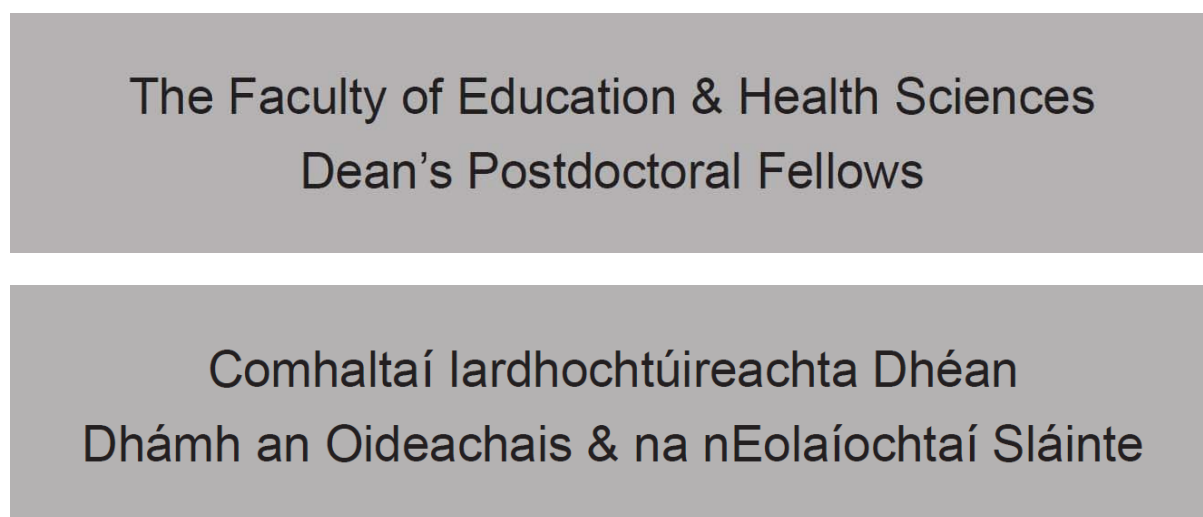 The Faculty of Education & Health Sciences
Dean’s Postdoctoral Fellows
Comhaltaí Iardhochtúireachta Dhéan
Dhámh an Oideachais & na nEolaíochtaí Sláinte